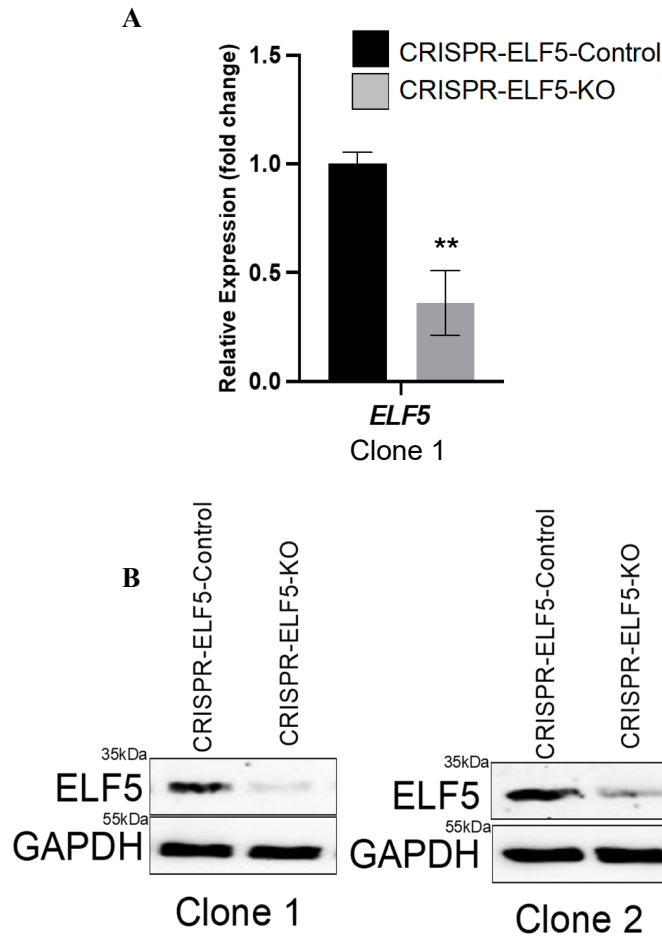 A
Relative Expression (fold change)
1.5
1.0
0.5
0.0
CRISPR-ELF5-Control
CRISPR-ELF5-KO
**
ELF5
Clone 1
B
CRISPR-ELF5-Control
CRISPR-ELF5-KO
35kDa
ELF5
55kDa
GAPDH
Clone 1
CRISPR-ELF5-Control
CRISPR-ELF5-KO
35kDa
ELF5
55kDa
GAPDH
Clone 2